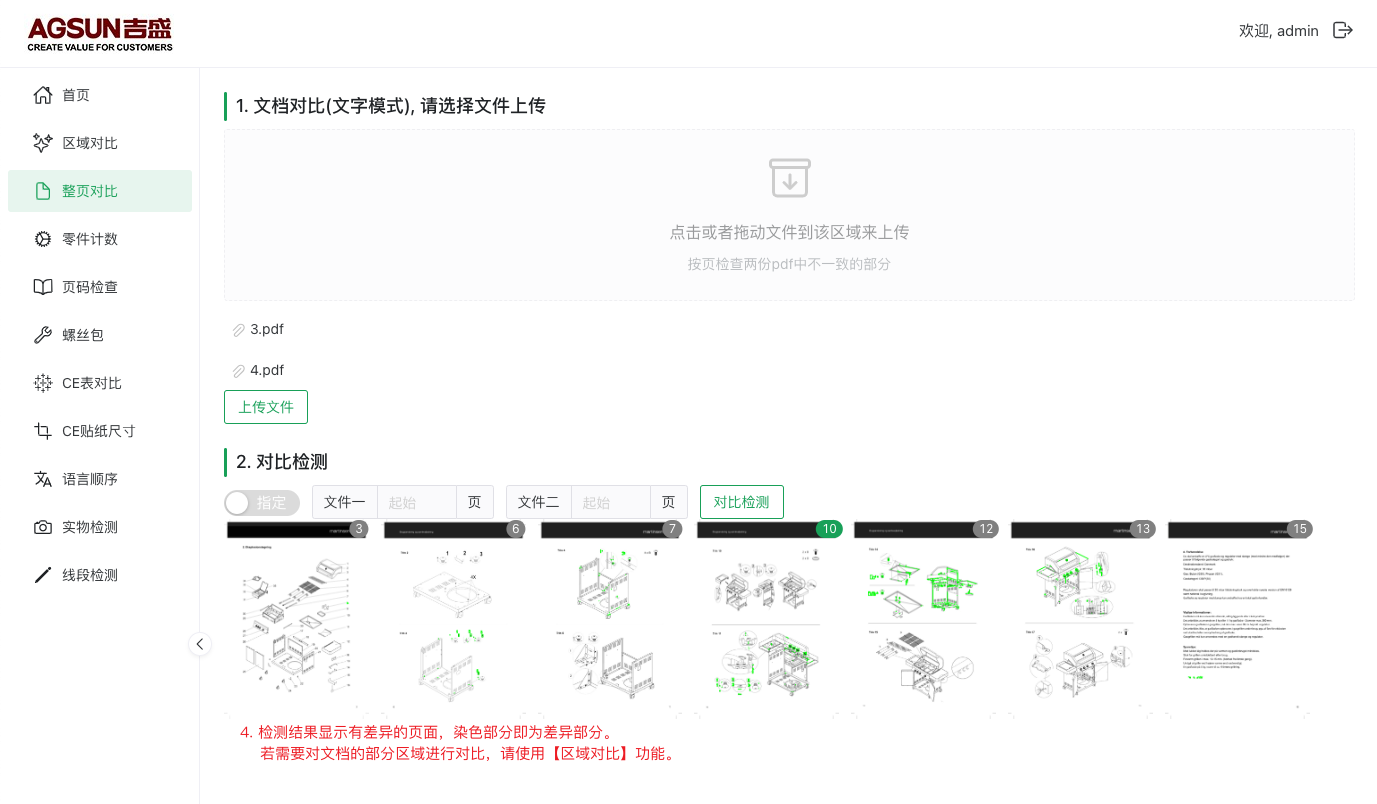 AGSUN吉盛
CREATE VALUE FOR CUSTOMERS
欢迎, admin
首页
区域对比
整页对比
零件计数
页码检查
螺丝包
CE表对比
CE贴纸尺寸
语言顺序
实物检测
线段检测
1. 文档对比(文字模式), 请选择文件上传
点击或者拖动文件到该区域来上传
按页检查两份pdf中不一致的部分
3.pdf
4.pdf
上传文件
2. 对比检测
指定 文件一 起始 页 文件二 起始 页 对比检测
3 6 7 10 12 13 15
4. 检测结果显示有差异的页面，染色部分即为差异部分。
若需要对文档的部分区域进行对比，请使用【区域对比】功能。